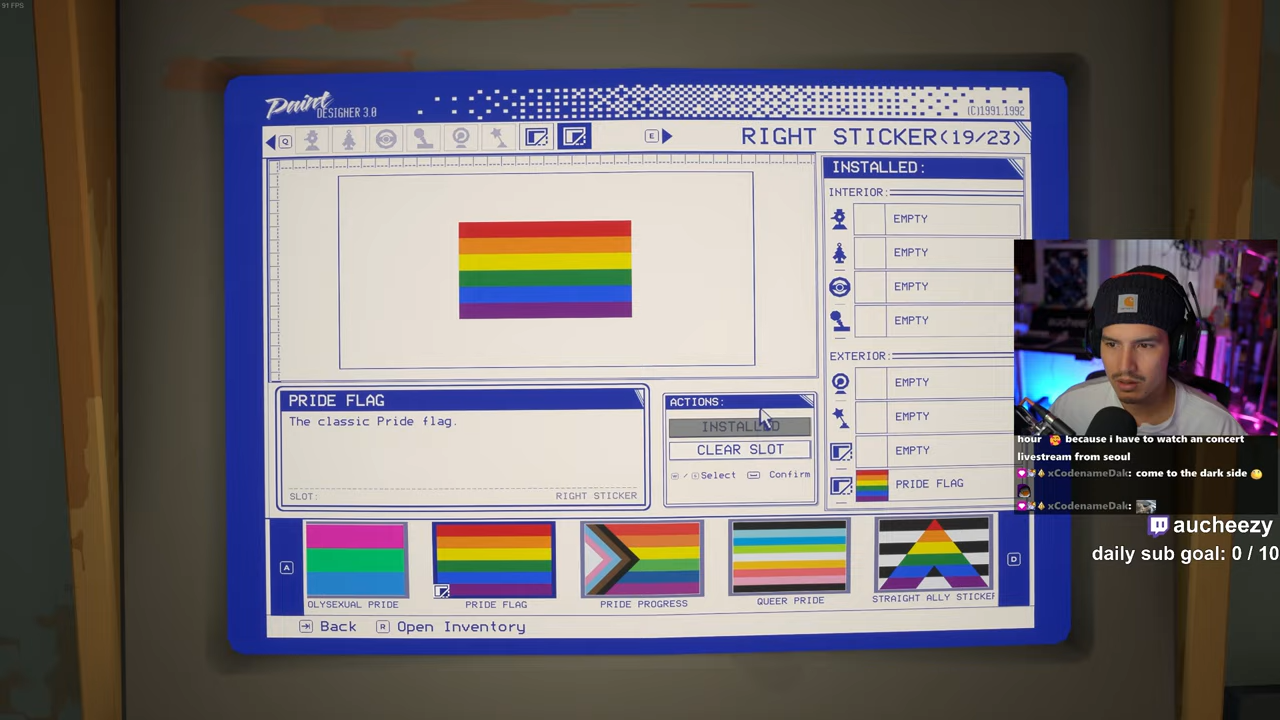 91 FPS
Paint
DESIGNER 3.0
(C)1991,1992
Q
E
RIGHT STICKER(19/23)
INSTALLED:
INTERIOR:
EMPTY
EMPTY
EMPTY
EMPTY
EXTERIOR:
EMPTY
EMPTY
EMPTY
PRIDE FLAG
PRIDE FLAG
The classic Pride flag.
SLOT:
RIGHT STICKER
ACTIONS:
INSTALLED
CLEAR SLOT
Select
Confirm
A
D
OLYSEXUAL PRIDE
PRIDE FLAG
PRIDE PROGRESS
QUEER PRIDE
STRAIGHT ALLY STICKER
Back
R Open Inventory
hour because i have to watch an concert
livestream from seoul
xCodenameDak: come to the dark side
xCodenameDak:
aucheezy
daily sub goal: 0 / 10